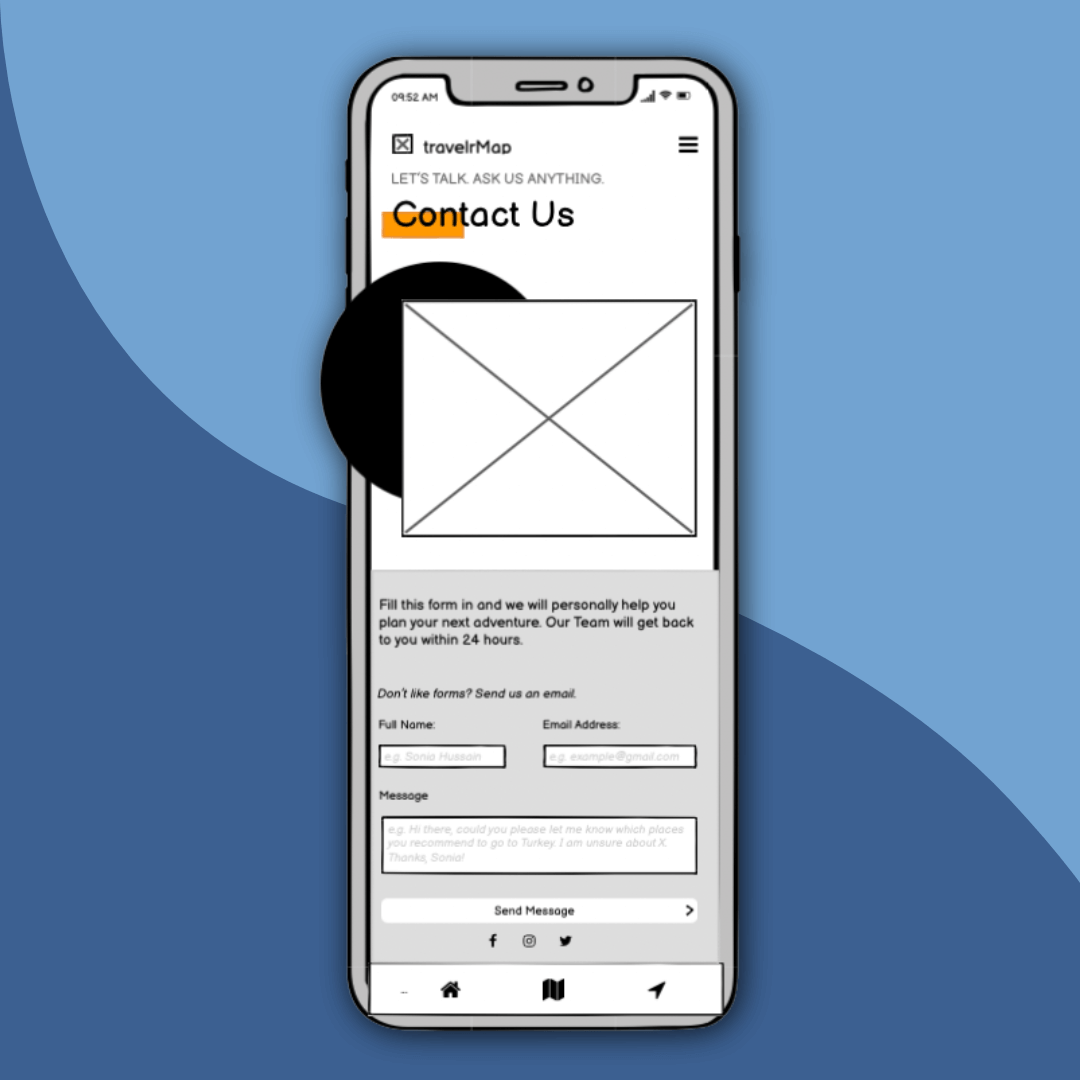 09:52 AM
travelrMap
LET'S TALK. ASK US ANYTHING.
Contact Us
Fill this form in and we will personally help you
plan your next adventure. Our Team will get back
to you within 24 hours.
Don't like forms? Send us an email.
Full Name:
Email Address:
e.g. Sonia Hussain
e.g. example@gmail.com
Message
e.g. Hi there, could you please let me know which places
you recommend to go to Turkey. I am unsure about X.
Thanks, Sonia!
Send Message